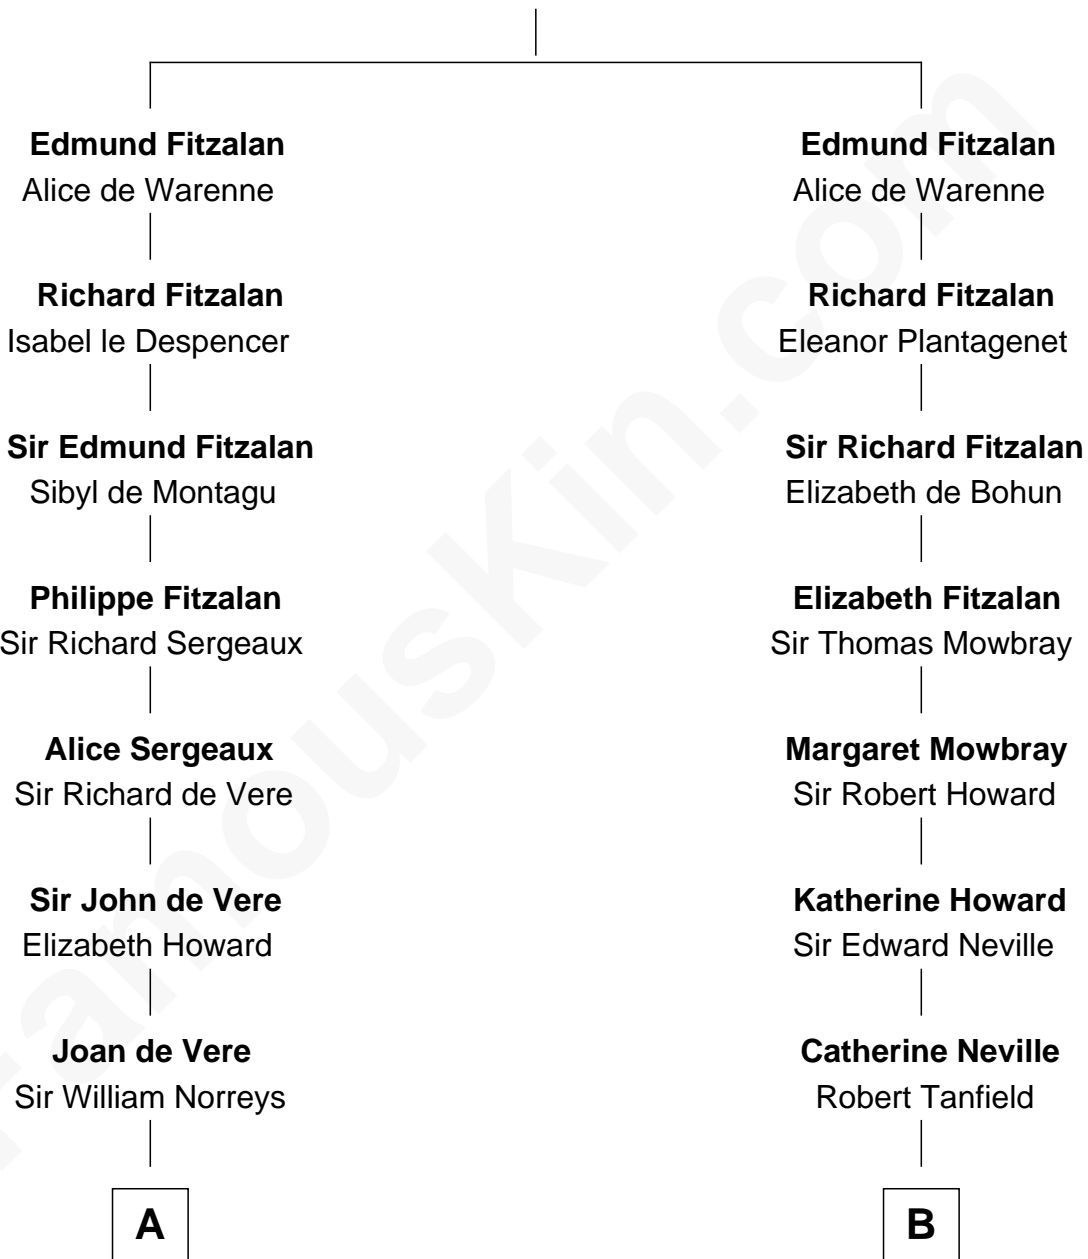 Edmund Fitzalan
Alice de Warenne
Richard Fitzalan
Isabel le Despencer
Sir Edmund Fitzalan
Sibyl de Montagu
Philippe Fitzalan
Sir Richard Sergeaux
Alice Sergeaux
Sir Richard de Vere
Sir John de Vere
Elizabeth Howard
Joan de Vere
Sir William Norreys
A
Edmund Fitzalan
Alice de Warenne
Richard Fitzalan
Eleanor Plantagenet
Sir Richard Fitzalan
Elizabeth de Bohun
Elizabeth Fitzalan
Sir Thomas Mowbray
Margaret Mowbray
Sir Robert Howard
Katherine Howard
Sir Edward Neville
Catherine Neville
Robert Tanfield
B
FamousKin.com